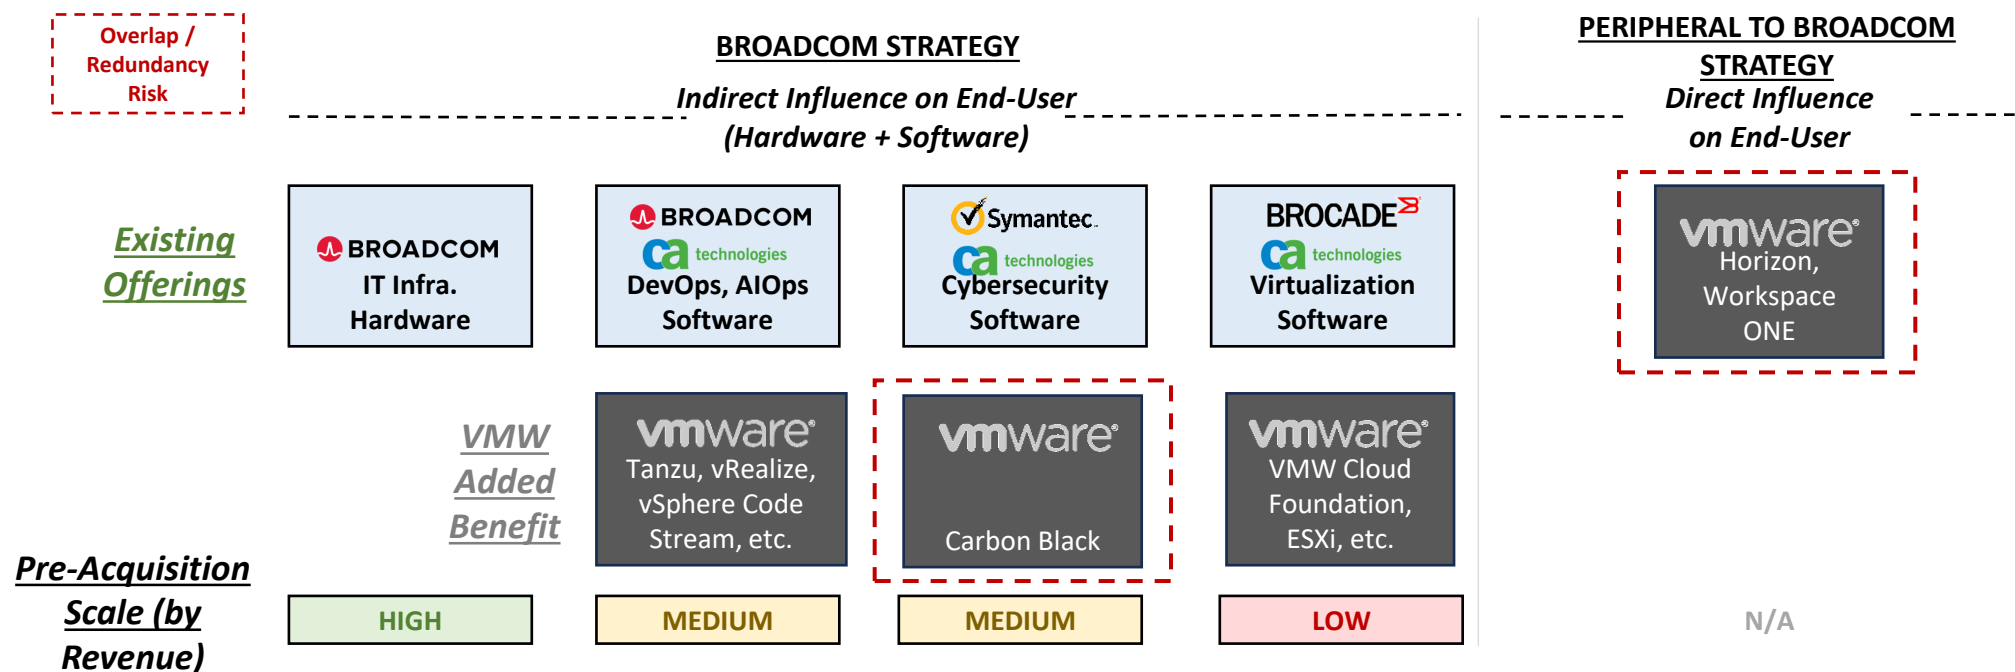 Overlap /
Redundancy
Risk
BROADCOM STRATEGY
Indirect Influence on End-User
(Hardware + Software)
PERIPHERAL TO BROADCOM
STRATEGY
Direct Influence
on End-User
Existing
Offerings
BROADCOM
IT Infra.
Hardware
BROADCOM
ca technologies
DevOps, AIOps
Software
Symantec.
ca technologies
Cybersecurity
Software
BROCADE
ca technologies
Virtualization
Software
vmware®
Horizon,
Workspace
ONE
VMW
Added
Benefit
vmware®
Tanzu, vRealize,
vSphere Code
Stream, etc.
vmware®
Carbon Black
vmware®
VMW Cloud
Foundation,
ESXi, etc.
Pre-Acquisition
Scale (by
Revenue)
HIGH
MEDIUM
MEDIUM
LOW
N/A